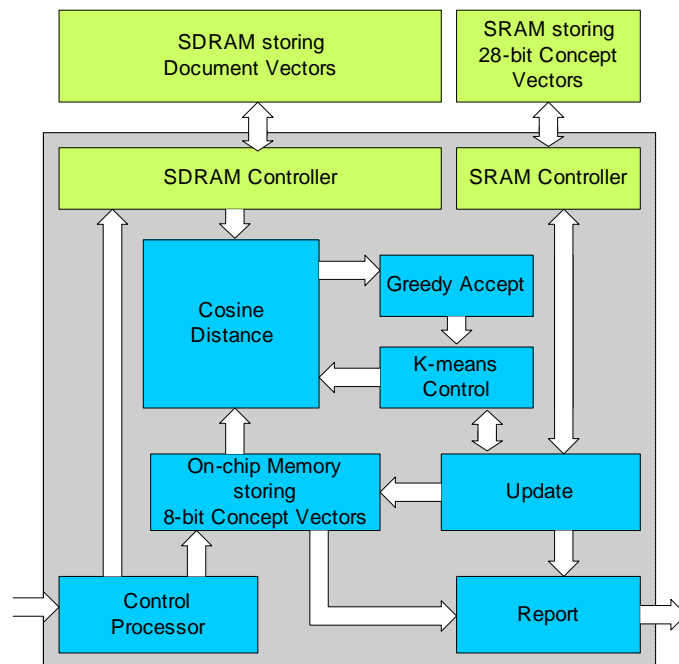 SDRAM storing
Document Vectors
SRAM storing
28-bit Concept
Vectors
SDRAM Controller
SRAM Controller
Cosine
Distance
Greedy Accept
K-means
Control
On-chip Memory
storing
8-bit Concept Vectors
Update
Control
Processor
Report